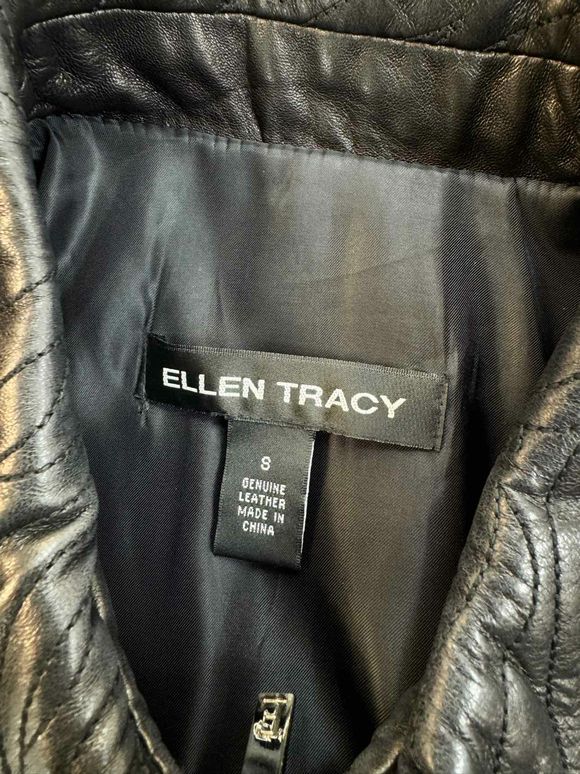 ELLEN TRACY
S
GENUINE
LEATHER
MADE IN
CHINA